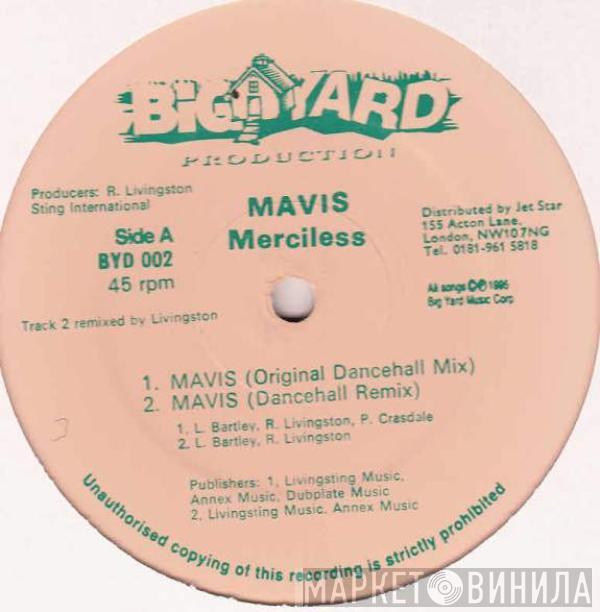 BIG YARD
PRODUCTION
Producers: R. Livingston
Sting International
MAVIS
Merciless
Side A
BYD 002
45 rpm
Distributed by Jet Star
155 Acton Lane,
London, NW10 7NG
Tel. 0181-961 5818
All songs ©℗ 1995
Big Yard Music Corp
Track 2 remixed by Livingston
1. MAVIS (Original Dancehall Mix)
2. MAVIS (Dancehall Remix)
1. L. Bartley, R. Livingston, P. Crasdale
2. L. Bartley, R. Livingston
Publishers: 1, Livingsting Music,
Annex Music, Dubplate Music
2, Livingsting Music. Annex Music
Unauthorised copying of this recording is strictly prohibited
МАРКЕТ ВИНИЛА